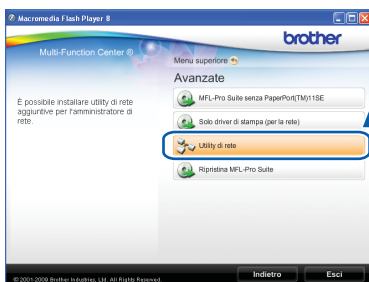 Macromedia Flash Player 8
brother
Multi-Function Center ®
Menu superiore
Avanzate
È possibile installare utility di rete
aggiuntive per l'amministratore di
rete.
MFL-Pro Suite senza PaperPort(TM)11SE
Solo driver di stampa (per la rete)
Utility di rete
Ripristina MFL-Pro Suite
© 2001-2009 Brother Industries, Ltd. All Rights Reserved.
Indietro
Esci